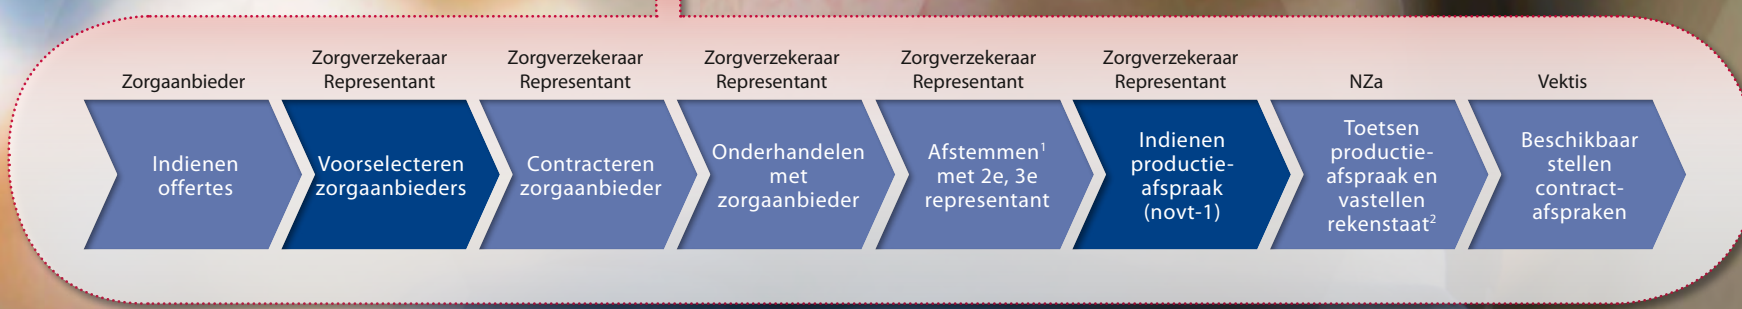 Zorgaanbieder
Indienen
offertes
Zorgverzekeraar
Representant
Voorselecteren
zorgaanbieders
Zorgverzekeraar
Representant
Contracteren
zorgaanbieder
Zorgverzekeraar
Representant
Onderhandelen
met
zorgaanbieder
Zorgverzekeraar
Representant
Afstemmen¹
met 2e, 3e
representant
Zorgverzekeraar
Representant
Indienen
productie-
afspraak
(novt-1)
NZa
Toetsen
productie-
afspraak en
vastellen
rekenstaat²
Vektis
Beschikbaar
stellen
contract-
afspraken